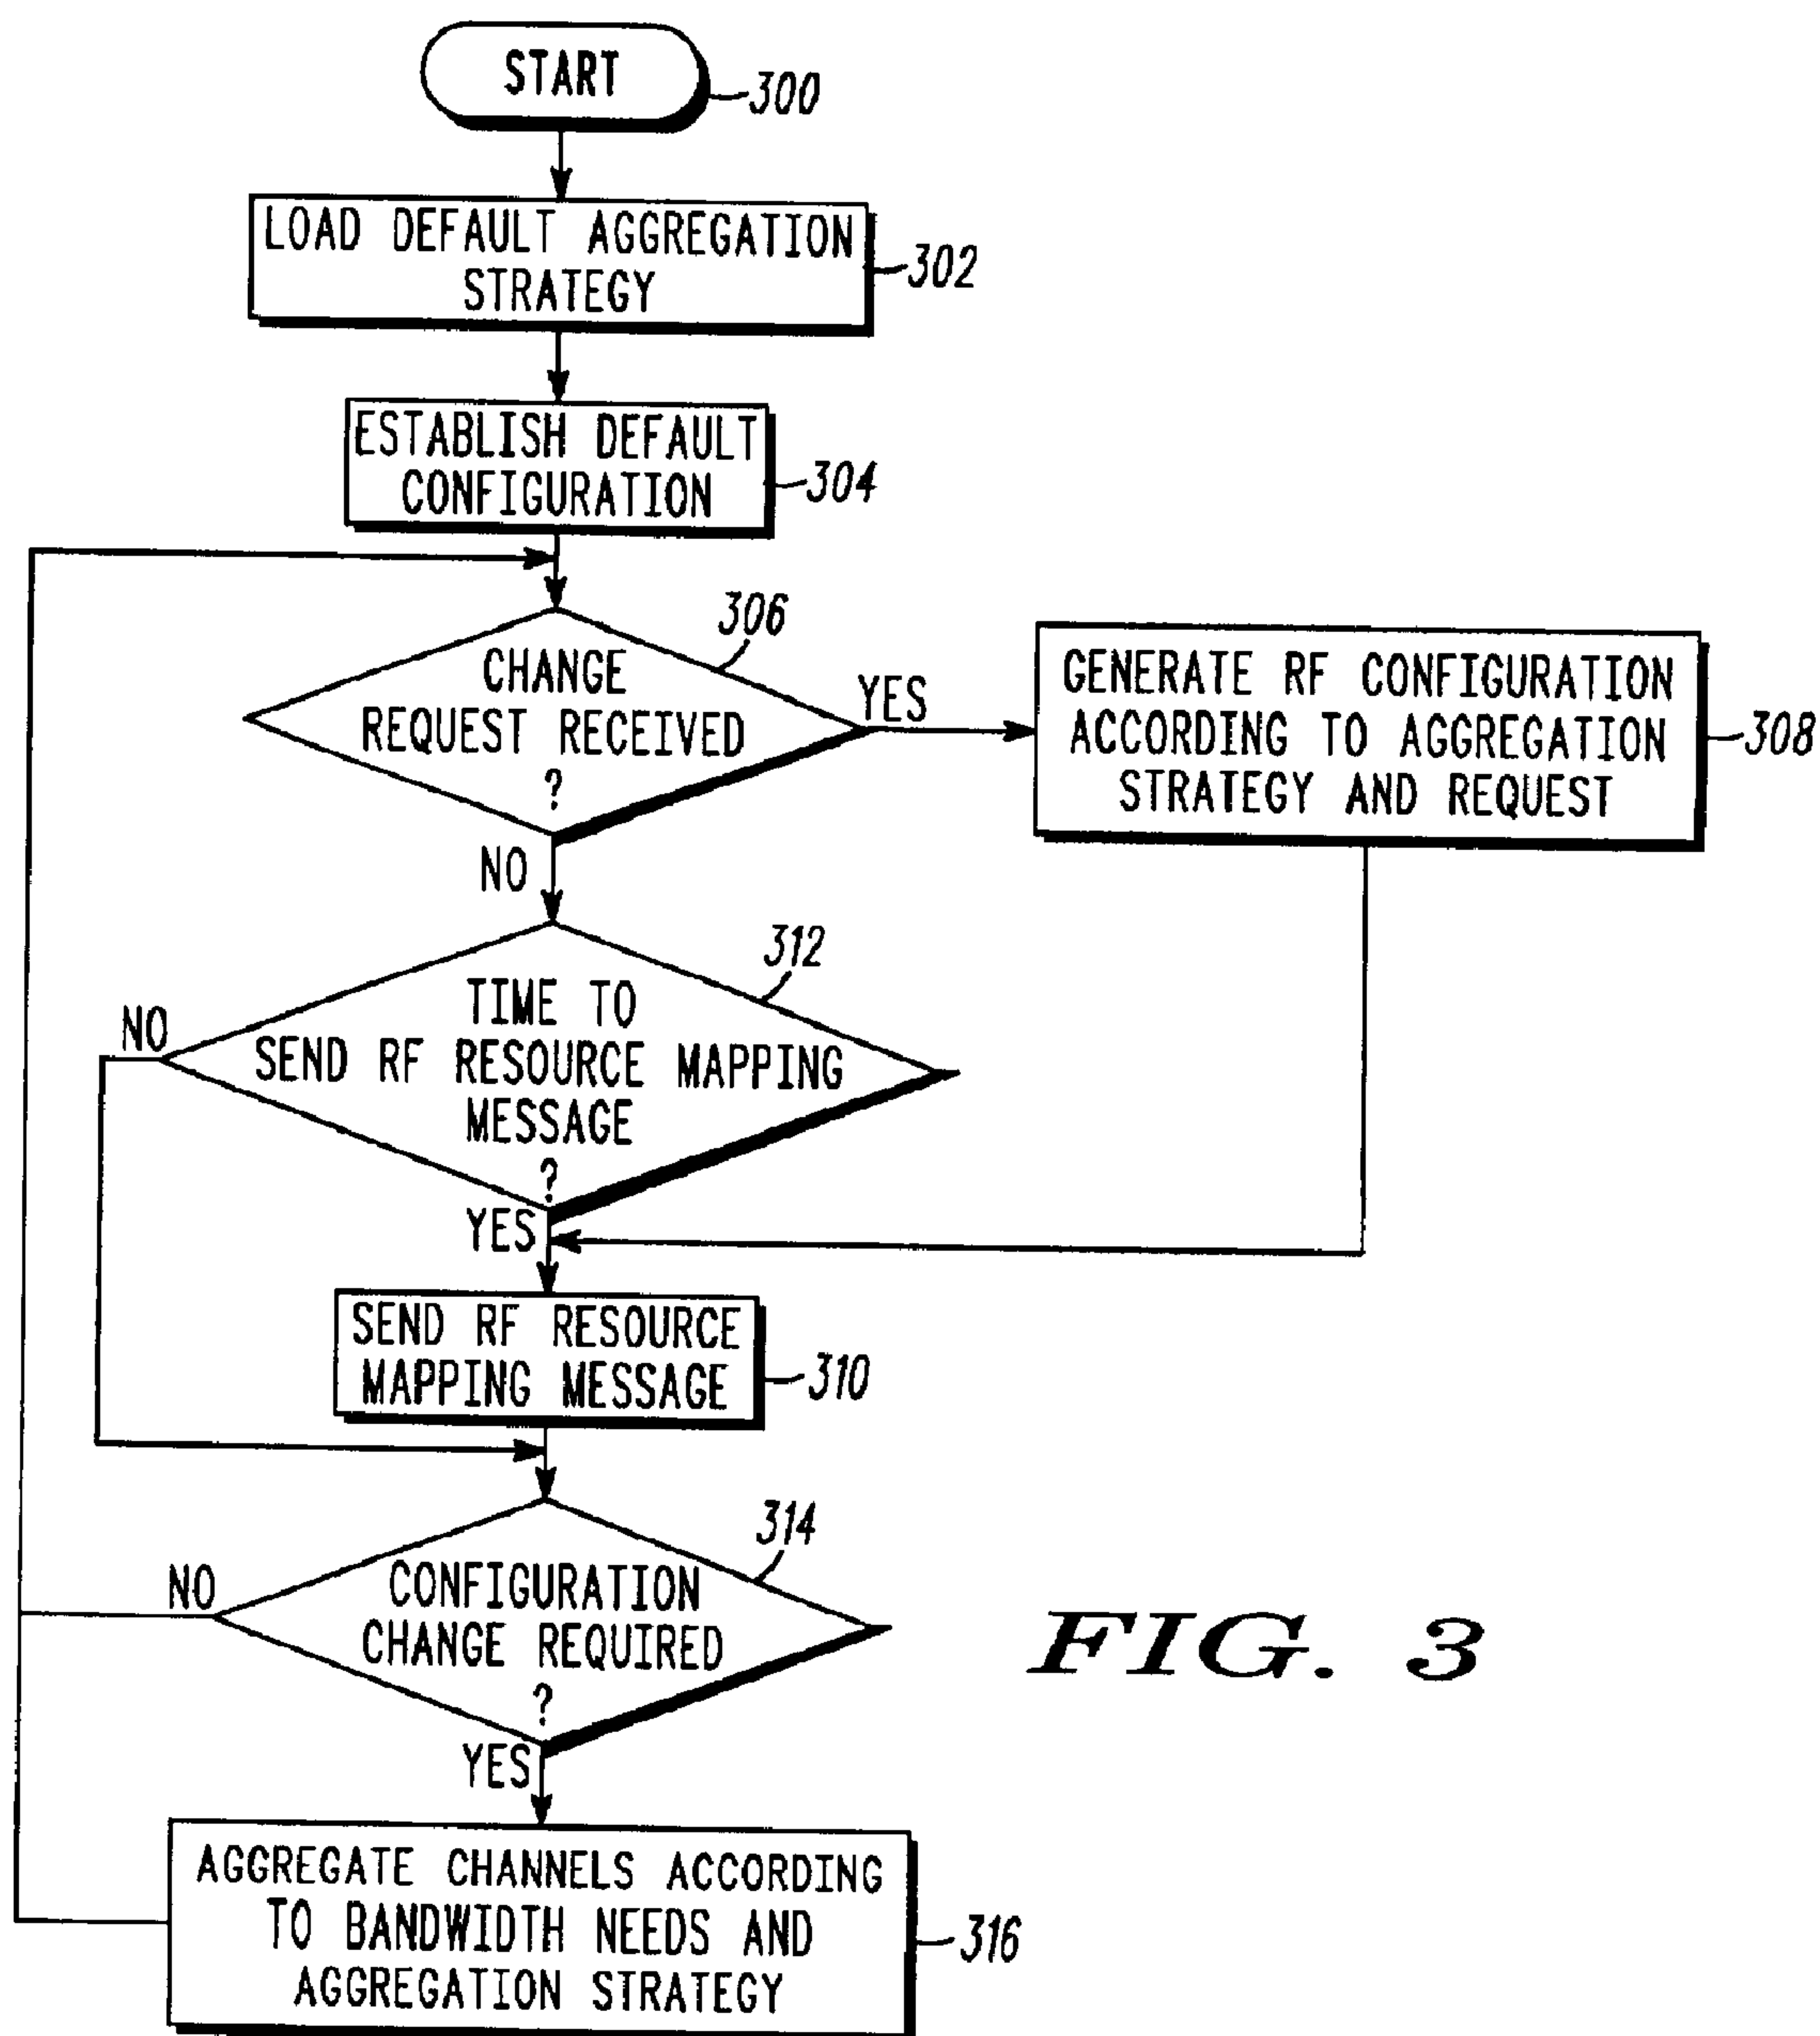 START
300
LOAD DEFAULT AGGREGATION
STRATEGY
302
ESTABLISH DEFAULT
CONFIGURATION
304
306
CHANGE
REQUEST RECEIVED
?
YES
GENERATE RF CONFIGURATION
ACCORDING TO AGGREGATION
STRATEGY AND REQUEST
308
NO
312
TIME TO
SEND RF RESOURCE MAPPING
MESSAGE
?
NO
YES
SEND RF RESOURCE
MAPPING MESSAGE
310
314
CONFIGURATION
CHANGE REQUIRED
?
NO
YES
FIG. 3
AGGREGATE CHANNELS ACCORDING
TO BANDWIDTH NEEDS AND
AGGREGATION STRATEGY
316